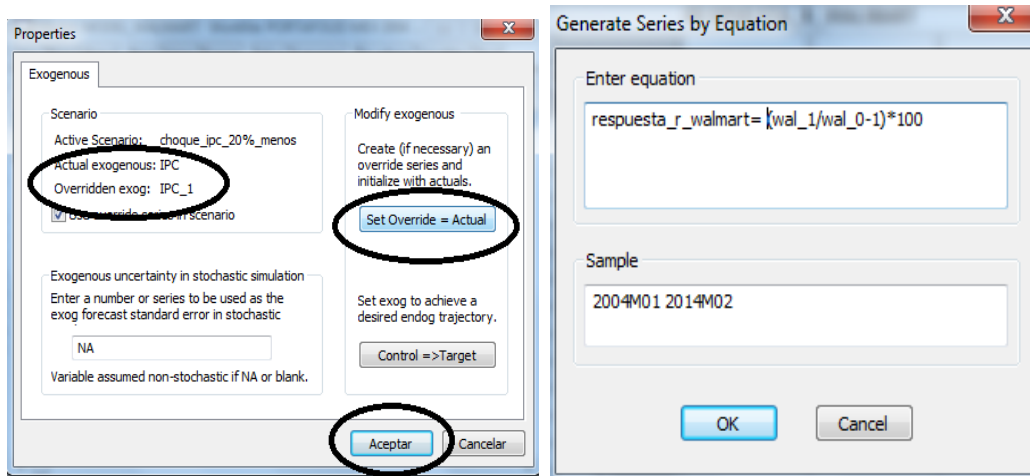 Properties
Exogenous
Scenario
Active Scenario: choque_ipc_20%_menos
Actual exogenous: IPC
Overridden exog: IPC_1
Use override series in scenario
Modify exogenous
Create (if necessary) an
override series and
initialize with actuals.
Set Override = Actual
Exogenous uncertainty in stochastic simulation
Enter a number or series to be used as the
exog forecast standard error in stochastic
NA
Variable assumed non-stochastic if NA or blank.
Set exog to achieve a
desired endog trajectory.
Control =>Target
Aceptar
Cancelar
Generate Series by Equation
Enter equation
respuesta_r_walmart= (wal_1/wal_0-1)*100
Sample
2004M01 2014M02
OK
Cancel